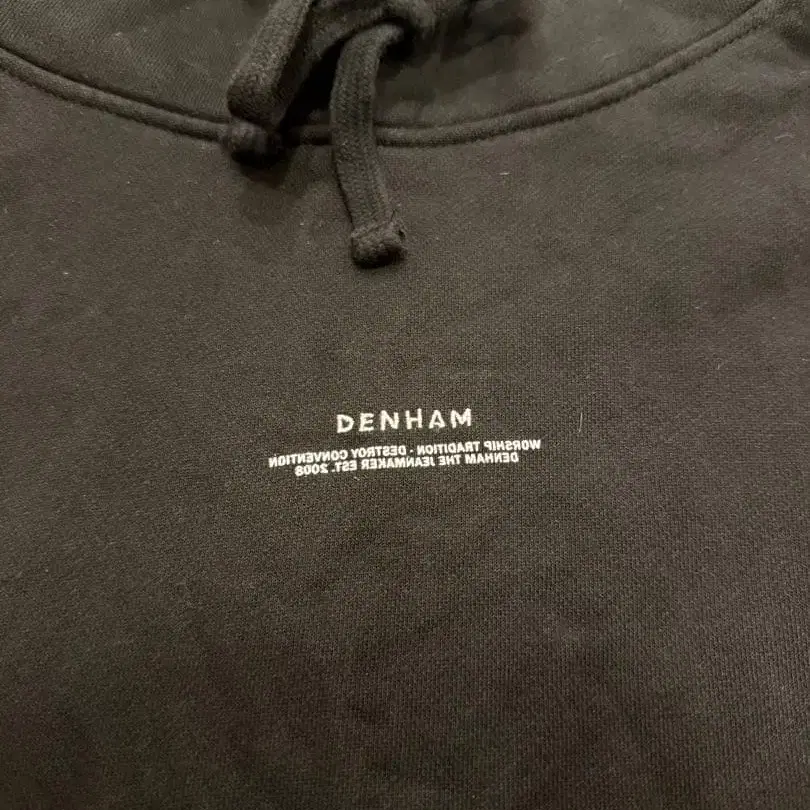 DENHAM
WORSHIP TRADITION · DESTROY CONVENTION
DENHAM THE JEANMAKER EST. 2008